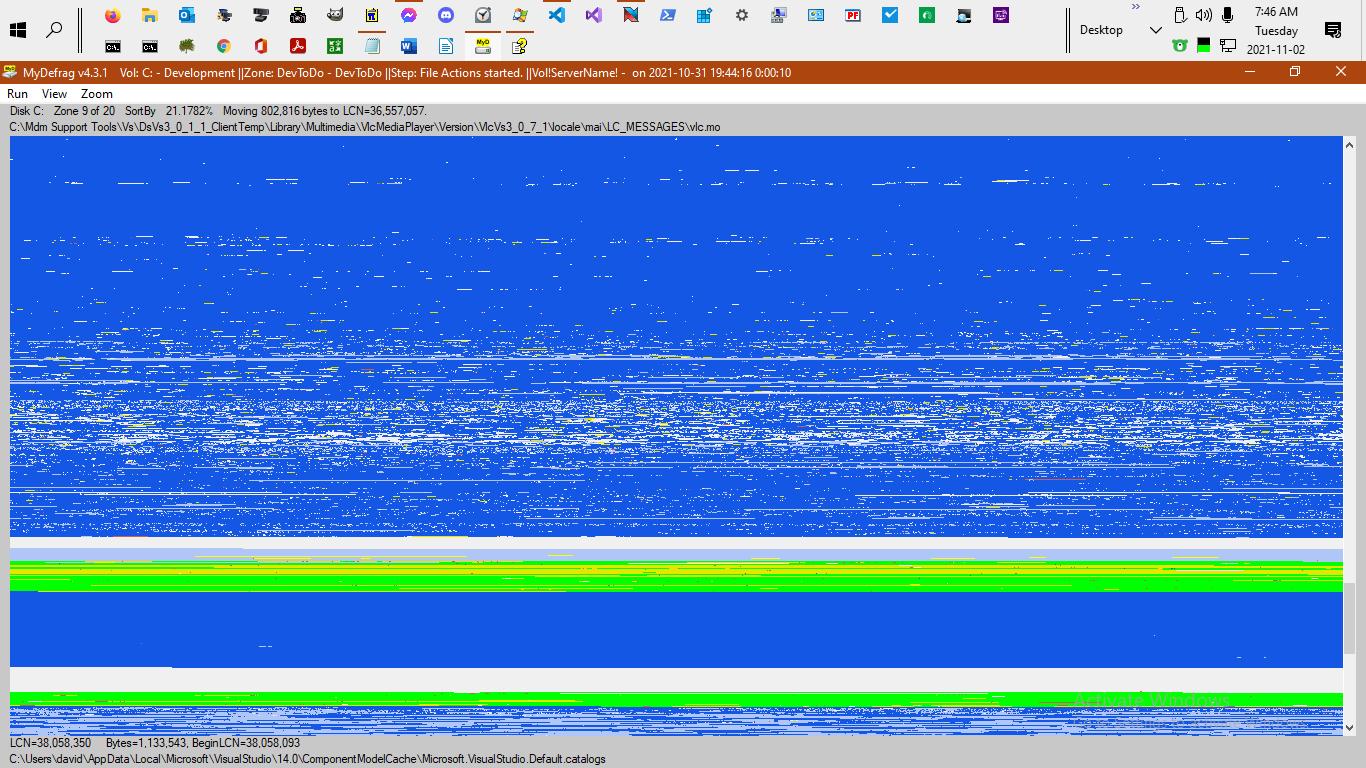 7:46 AM
Desktop
Tuesday
2021-11-02
MyDefrag v4.3.1 Vol: C: - Development ||Zone: DevToDo - DevToDo ||Step: File Actions started. ||Vol!ServerName! - on 2021-10-31 19:44:16 0:00:10
Run View Zoom
Disk C: Zone 9 of 20 SortBy 21.1782% Moving 802,816 bytes to LCN=36,557,057.
C:\Mdm Support Tools\Vs\DsVs3_0_1_1_ClientTemp\Library\Multimedia\VlcMediaPlayer\Version\VlcVs3_0_7_1\locale\mai\LC_MESSAGES\vlc.mo
Activate Windows
LCN=38,058,350 Bytes=1,133,543, BeginLCN=38,058,093
C:\Users\david\AppData\Local\Microsoft\VisualStudio\14.0\ComponentModelCache\Microsoft.VisualStudio.Default.catalogs